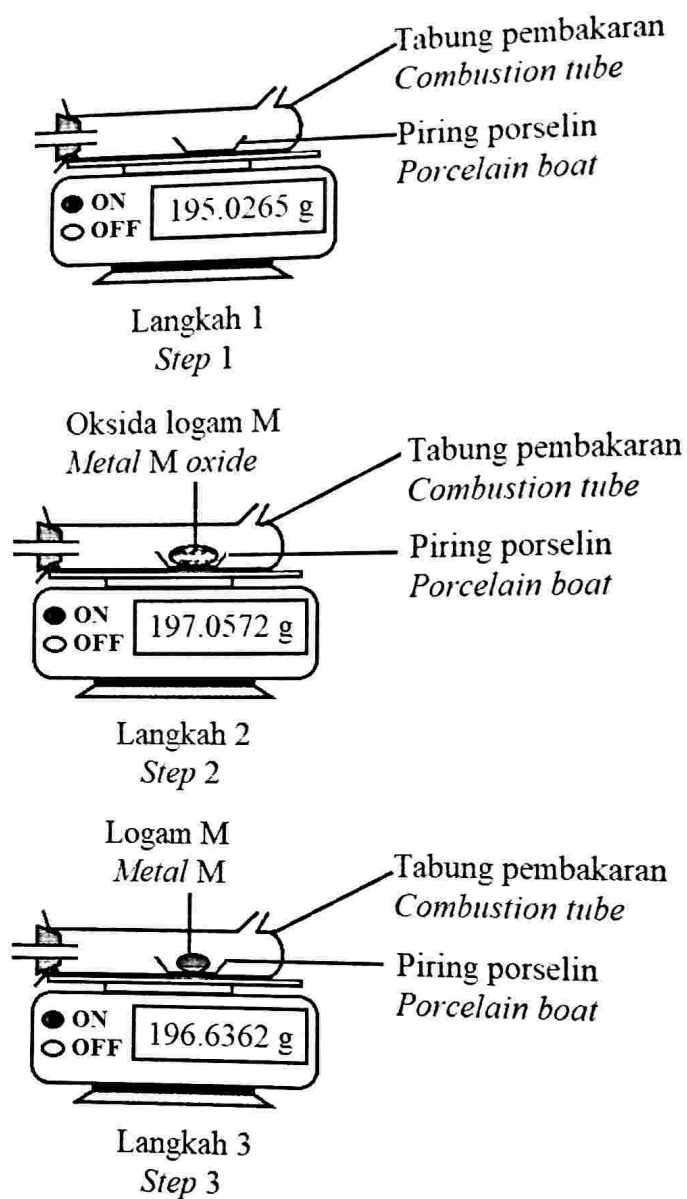 Tabung pembakaran
Combustion tube
Piring porselin
Porcelain boat
ON
OFF
195.0265 g
Langkah 1
Step 1
Oksida logam M
Metal M oxide
Tabung pembakaran
Combustion tube
Piring porselin
Porcelain boat
ON
OFF
197.0572 g
Langkah 2
Step 2
Logam M
Metal M
Tabung pembakaran
Combustion tube
Piring porselin
Porcelain boat
ON
OFF
196.6362 g
Langkah 3
Step 3